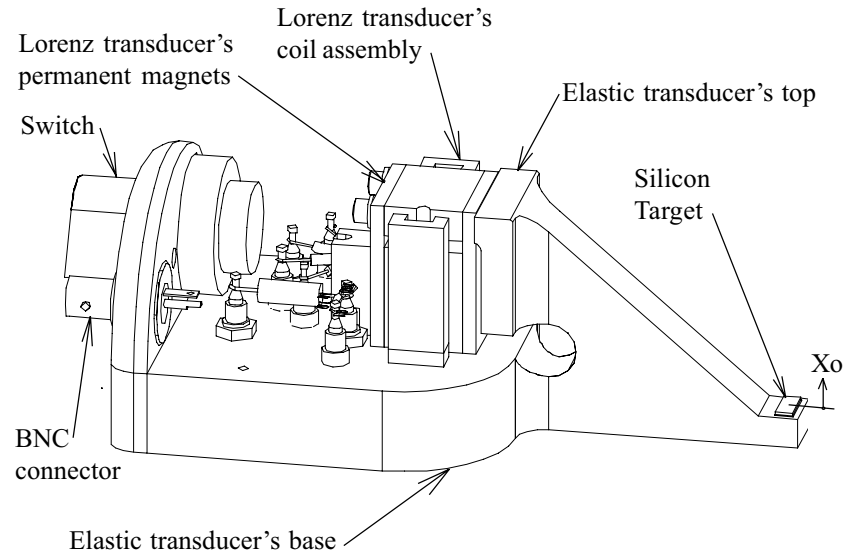 Lorenz transducer's
coil assembly
Lorenz transducer's
permanent magnets
Elastic transducer's top
Switch
Silicon
Target
Xo
BNC
connector
Elastic transducer's base